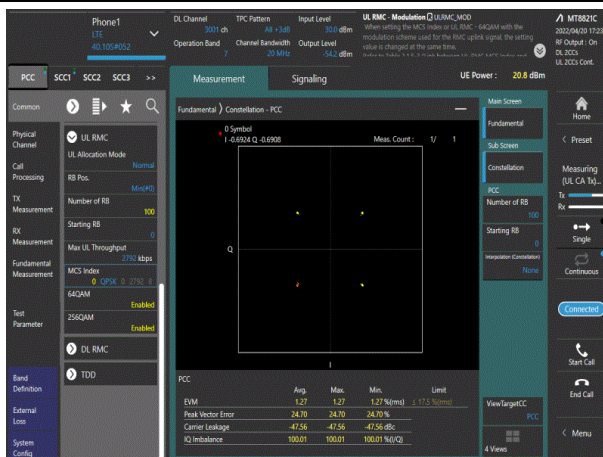 Phone1
LTE
40.105#052
DL Channel
3001 ch
TPC Pattern
All +3dB
Input Level
30.0 dBm
Operation Band
7
Channel Bandwidth
20 MHz
Output Level
-54.2 dBm
UL RMC - Modulation ULRMC_MOD
When setting the MCS Index of UL RMC - 64QAM with the
modulation scheme used for the RMC uplink signal. the setting
value is changed at the same time.
MT8821C
2022/04/20 17:23
RF Output : On
DL 2CCs
UL 2CCs Cont.
PCC SCC1 SCC2 SCC3 >>
Measurement
Signaling
UE Power : 20.8 dBm
Common
Physical
Channel
Call
Processing
TX
Measurement
RX
Measurement
Fundamental
Measurement
Test
Parameter
Band
Definition
External
Loss
System
Config
UL RMC
UL Allocation Mode
Normal
RB Pos.
Min(#0)
Number of RB
100
Starting RB
0
Max UL Throughput
2792 kbps
MCS Index
0 QPSK 0 2792 8
64QAM
Enabled
256QAM
Enabled
DL RMC
TDD
Fundamental > Constellation - PCC
0 Symbol
I -0.6924 Q -0.6908
Meas. Count : 1/ 1
Q
I
PCC
Avg. Max. Min. Limit
EVM 1.27 1.27 1.27 %(rms) ≤ 17.5 %(rms)
Peak Vector Error 24.70 24.70 24.70 %
Carrier Leakage -47.56 -47.56 -47.56 dBc
IQ Imbalance 100.01 100.01 100.01 %(I/Q)
Main Screen
Fundamental
Sub Screen
Constellation
PCC
Number of RB
100
Starting RB
0
Interpolation (Constellation)
None
ViewTargetCC
PCC
4 Views
Home
< Preset
Measuring
(UL CA Tx)...
Tx
Rx
Single
Continuous
Connected
Start Call
End Call
< Menu